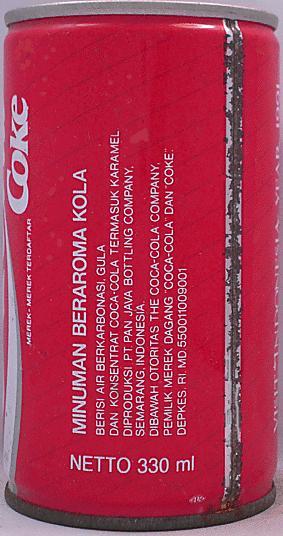 Coke
MEREK-MEREK TERDAFTAR
MINUMAN BERAROMA KOLA
BERISI AIR BERKARBONASI, GULA
DAN KONSENTRAT COCA-COLA TERMASUK KARAMEL
DIPRODUKSI PT. PAN JAVA BOTTLING COMPANY,
SEMARANG, INDONESIA.
DIBAWAH OTORITAS THE COCA-COLA COMPANY,
PEMILIK MEREK DAGANG "COCA-COLA" DAN "COKE".
DEPKES RI. MD.550011009001
NETTO 330 ml